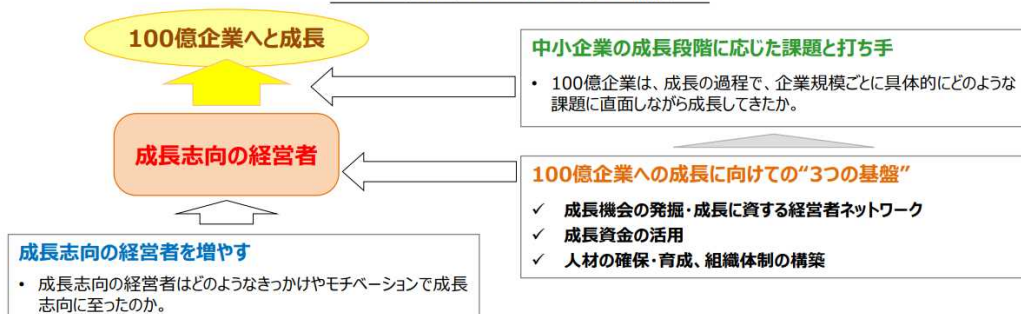 100億企業へと成長
成長志向の経営者
成長志向の経営者を増やす
• 成長志向の経営者はどのようなきっかけやモチベーションで成長
志向に至ったのか。
中小企業の成長段階に応じた課題と打ち手
• 100億企業は、成長の過程で、企業規模ごとに具体的にどのような
課題に直面しながら成長してきたか。
100億企業への成長に向けての“3つの基盤”
✓ 成長機会の発掘・成長に資する経営者ネットワーク
✓ 成長資金の活用
✓ 人材の確保・育成、組織体制の構築